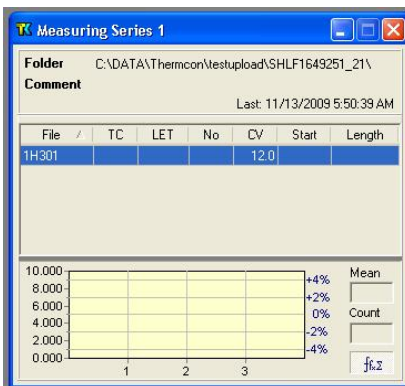 TK Measuring Series 1
Folder C:\DATA\Thermcon\testupload\SHLF1649251_21\
Comment
Last: 11/13/2009 5:50:39 AM
File / TC LET No CV Start Length
1H301 12.0
10.000 +4% Mean
8.000 +2%
6.000 0% Count
4.000 -2%
2.000 -4%
0.000
1 2 3 ƒfxΣ